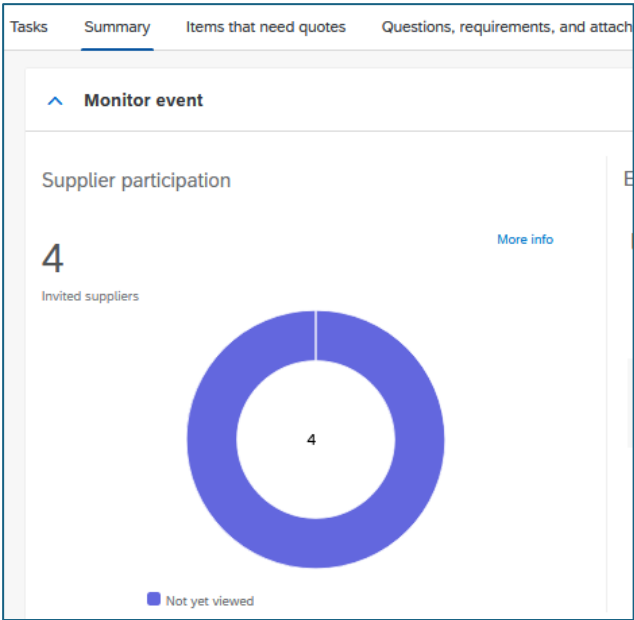 Tasks Summary Items that need quotes Questions, requirements, and attach
Monitor event
Supplier participation
More info
4
Invited suppliers
4
Not yet viewed